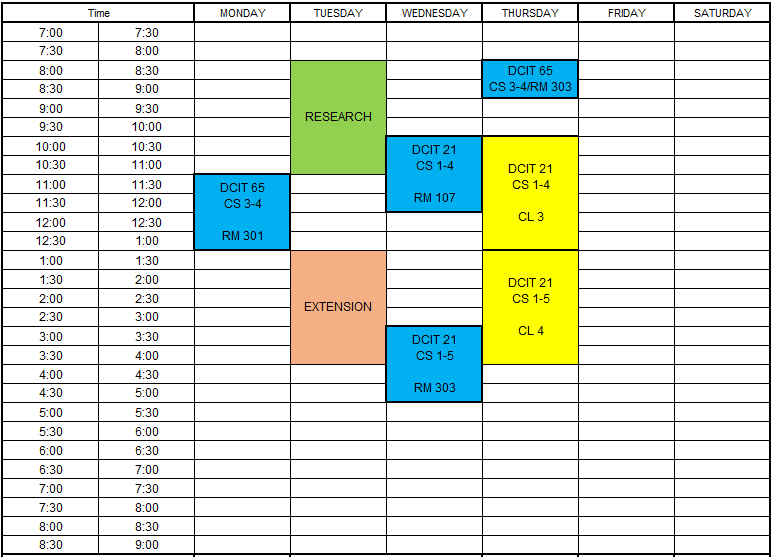 Time MONDAY TUESDAY WEDNESDAY THURSDAY FRIDAY SATURDAY
7:00 7:30
7:30 8:00
8:00 8:30 DCIT 65
8:30 9:00 CS 3-4/RM 303
9:00 9:30 RESEARCH
9:30 10:00
10:00 10:30 DCIT 21
10:30 11:00 CS 1-4 DCIT 21
11:00 11:30 DCIT 65 CS 1-4
11:30 12:00 CS 3-4 RM 107
12:00 12:30 CL 3
12:30 1:00 RM 301
1:00 1:30
1:30 2:00 DCIT 21
2:00 2:30 EXTENSION CS 1-5
2:30 3:00
3:00 3:30 DCIT 21 CL 4
3:30 4:00 CS 1-5
4:00 4:30
4:30 5:00 RM 303
5:00 5:30
5:30 6:00
6:00 6:30
6:30 7:00
7:00 7:30
7:30 8:00
8:00 8:30
8:30 9:00